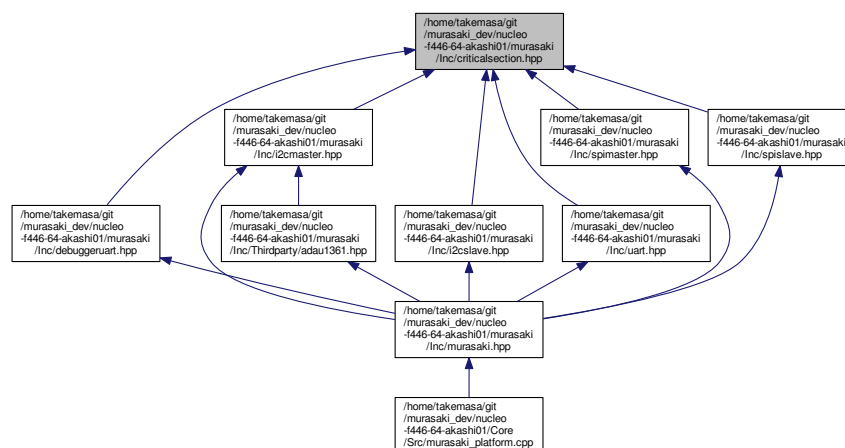 /home/takemasa/git
/murasaki_dev/nucleo
-f446-64-akashi01/murasaki
/Inc/criticalsection.hpp
/home/takemasa/git
/murasaki_dev/nucleo
-f446-64-akashi01/murasaki
/Inc/i2cmaster.hpp
/home/takemasa/git
/murasaki_dev/nucleo
-f446-64-akashi01/murasaki
/Inc/spimaster.hpp
/home/takemasa/git
/murasaki_dev/nucleo
-f446-64-akashi01/murasaki
/Inc/spislave.hpp
/home/takemasa/git
/murasaki_dev/nucleo
-f446-64-akashi01/murasaki
/Inc/debuggeruart.hpp
/home/takemasa/git
/murasaki_dev/nucleo
-f446-64-akashi01/murasaki
/Inc/Thirdparty/adau1361.hpp
/home/takemasa/git
/murasaki_dev/nucleo
-f446-64-akashi01/murasaki
/Inc/i2cslave.hpp
/home/takemasa/git
/murasaki_dev/nucleo
-f446-64-akashi01/murasaki
/Inc/uart.hpp
/home/takemasa/git
/murasaki_dev/nucleo
-f446-64-akashi01/murasaki
/Inc/murasaki.hpp
/home/takemasa/git
/murasaki_dev/nucleo
-f446-64-akashi01/Core
/Src/murasaki_platform.cpp